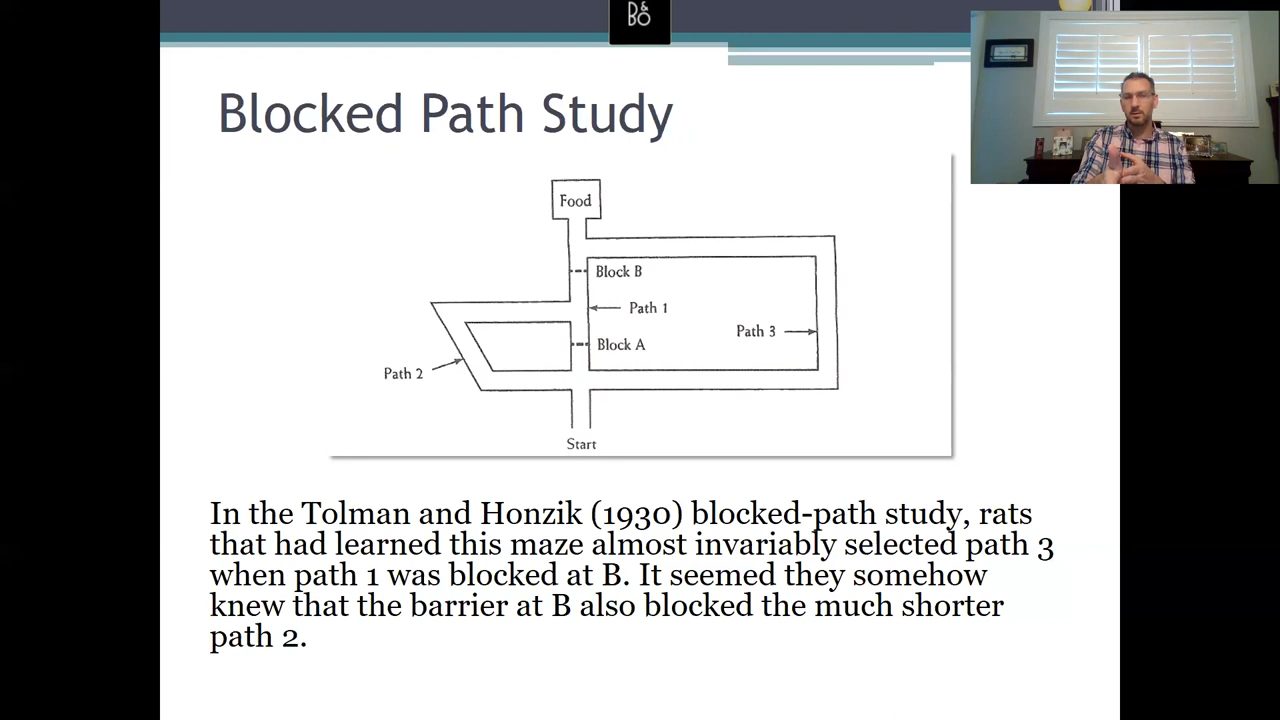 B&
BO
Blocked Path Study
Food
Block B
Path 1
Path 3
Block A
Path 2
Start
In the Tolman and Honzik (1930) blocked-path study, rats
that had learned this maze almost invariably selected path 3
when path 1 was blocked at B. It seemed they somehow
knew that the barrier at B also blocked the much shorter
path 2.